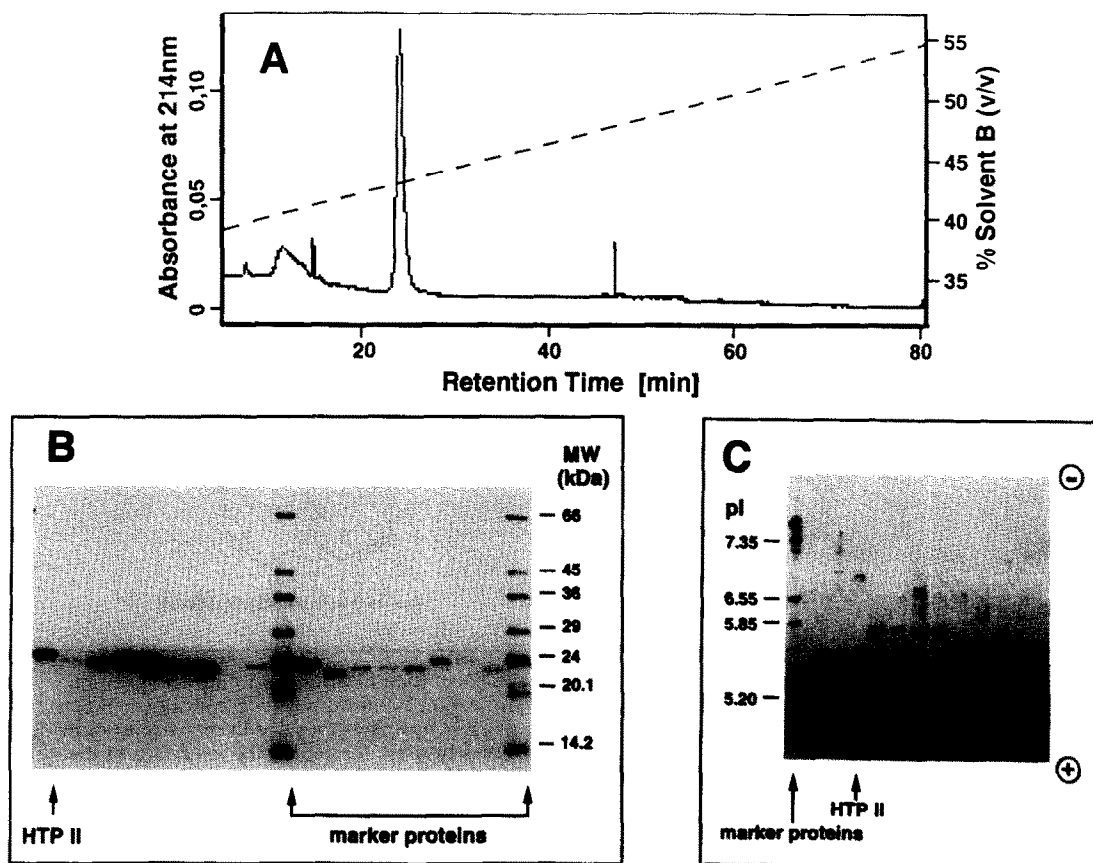 A
Absorbance at 214nm
0,10
0,05
0
55
50
45
40
35
% Solvent B (v/v)
20
40
60
80
Retention Time [min]
B
MW
(kDa)
66
45
36
29
24
20.1
14.2
HTP II
marker proteins
C
pI
7.35
6.55
5.85
5.20
-
+
HTP II
marker proteins